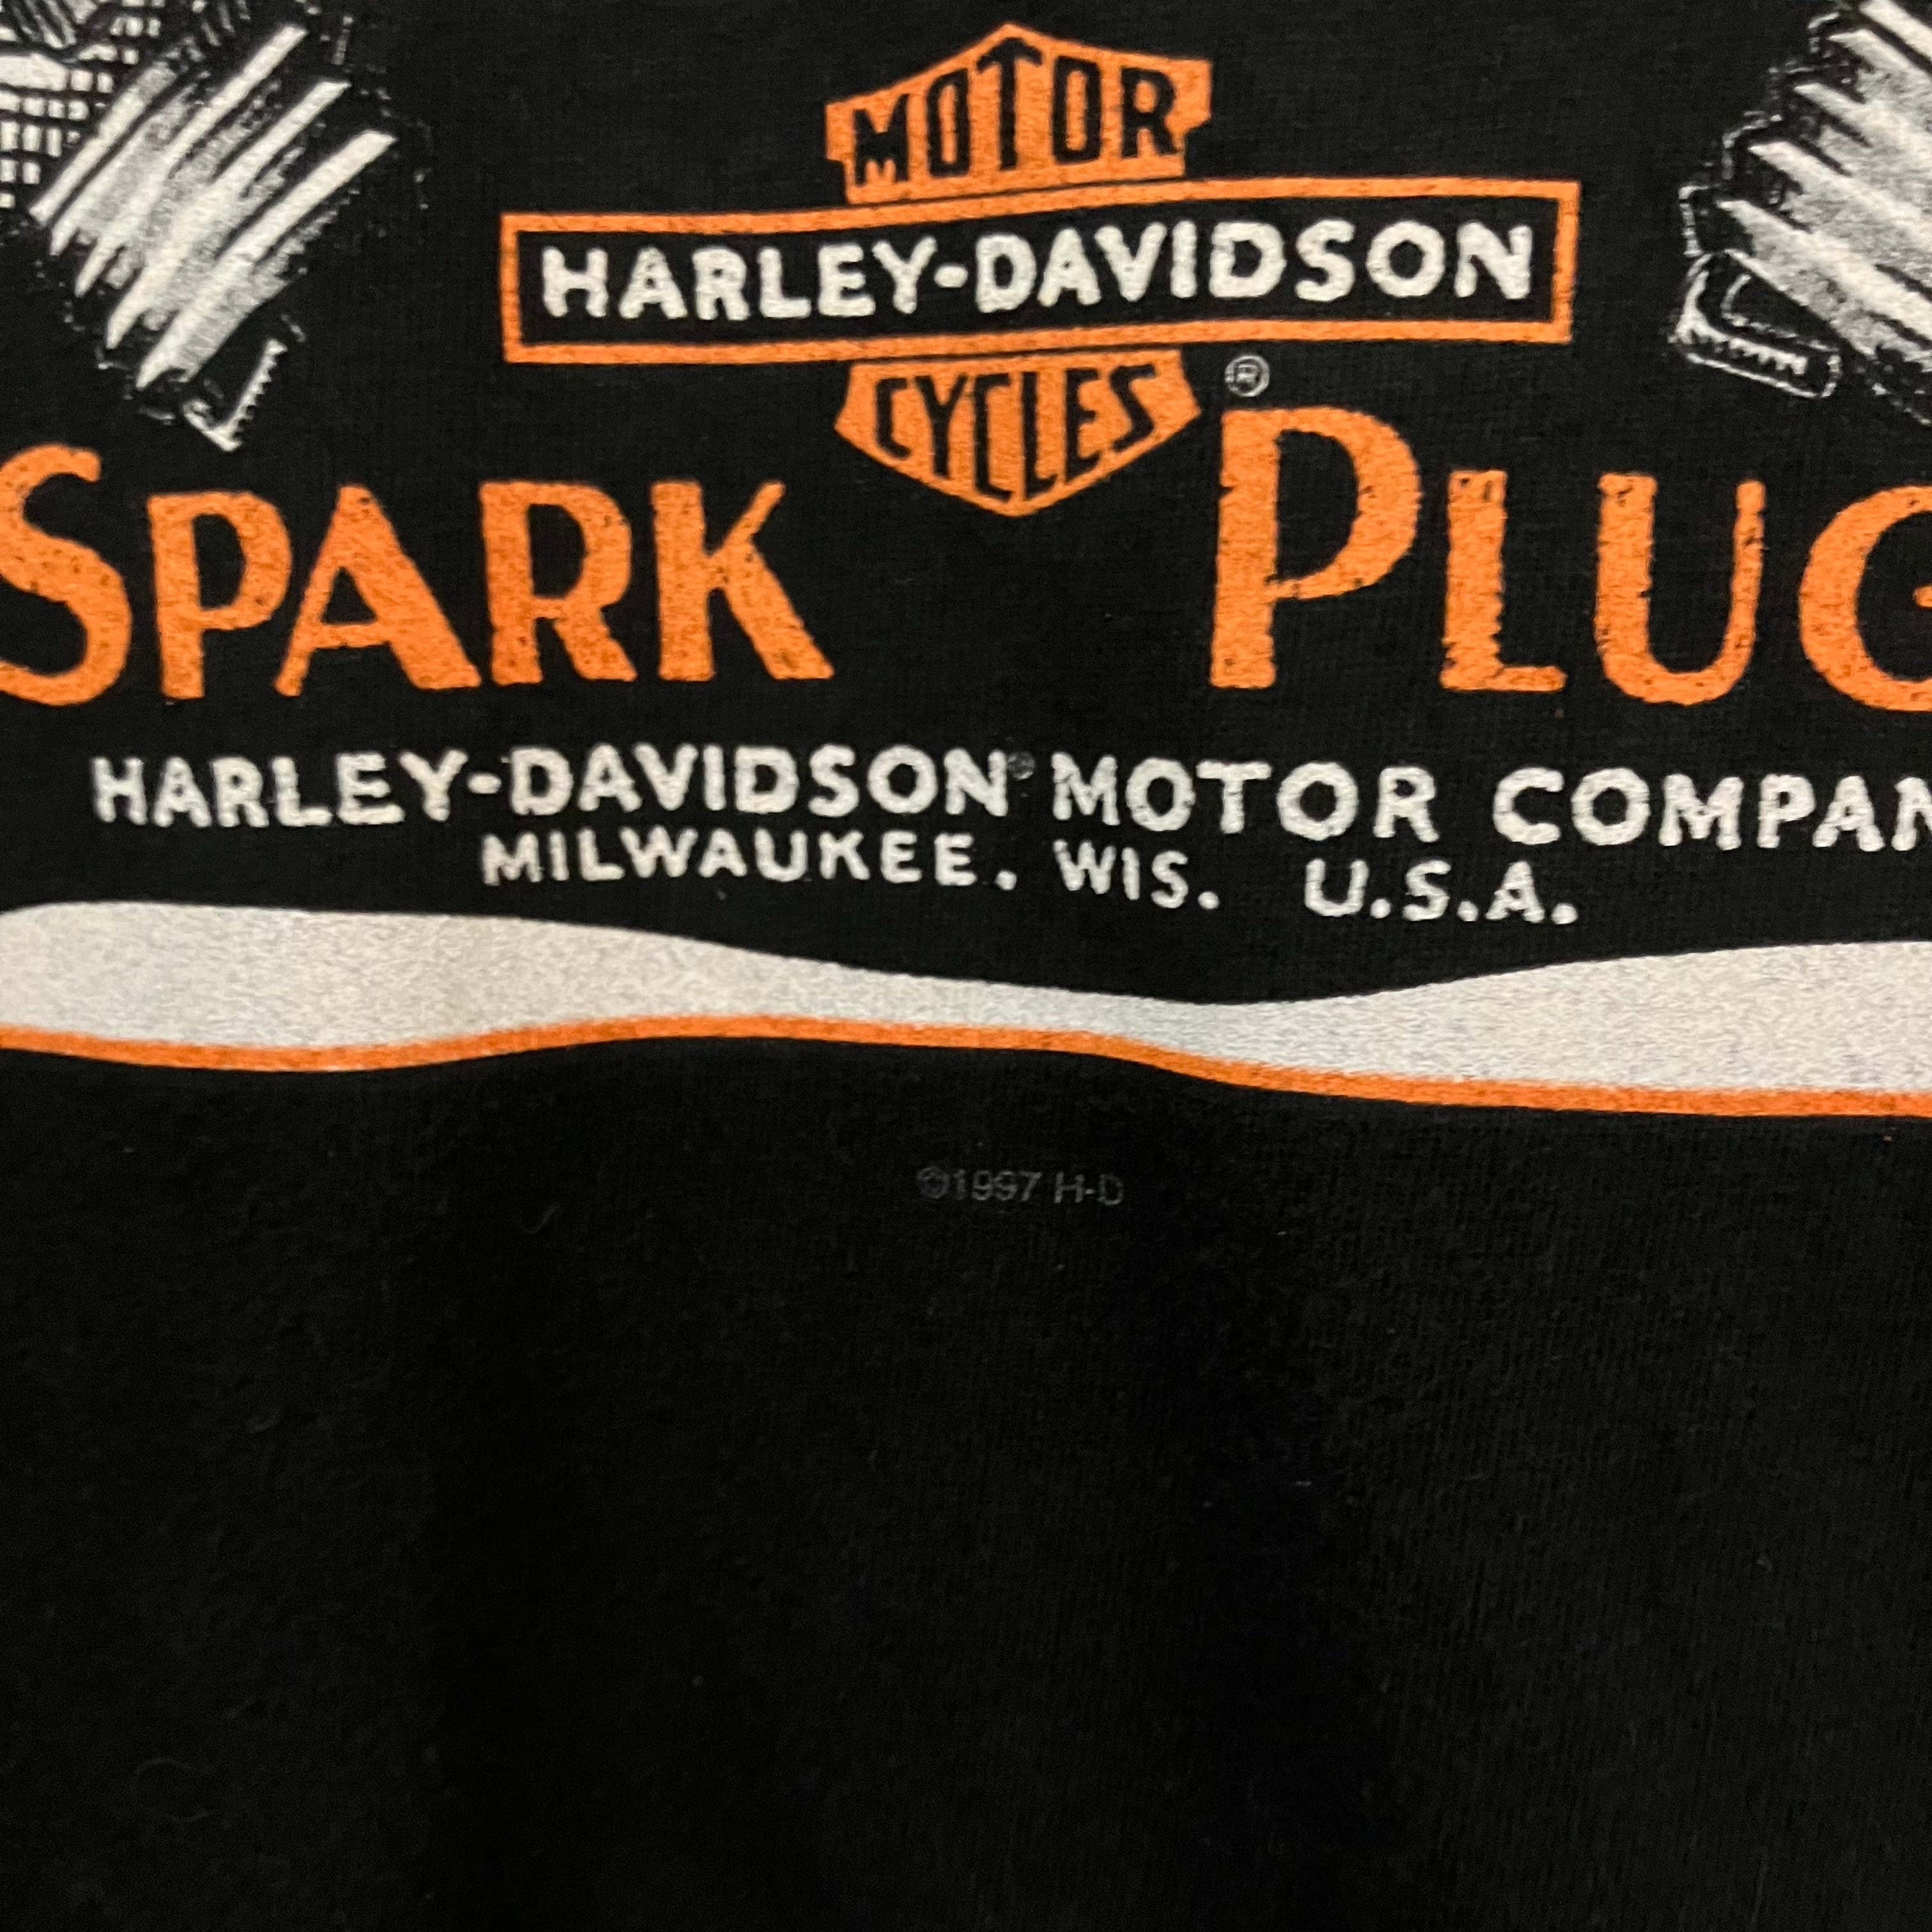 MOTOR
HARLEY-DAVIDSON
CYCLES ®
SPARK PLUG
HARLEY-DAVIDSON® MOTOR COMPAN
MILWAUKEE. WIS. U.S.A.
©1997 H-D